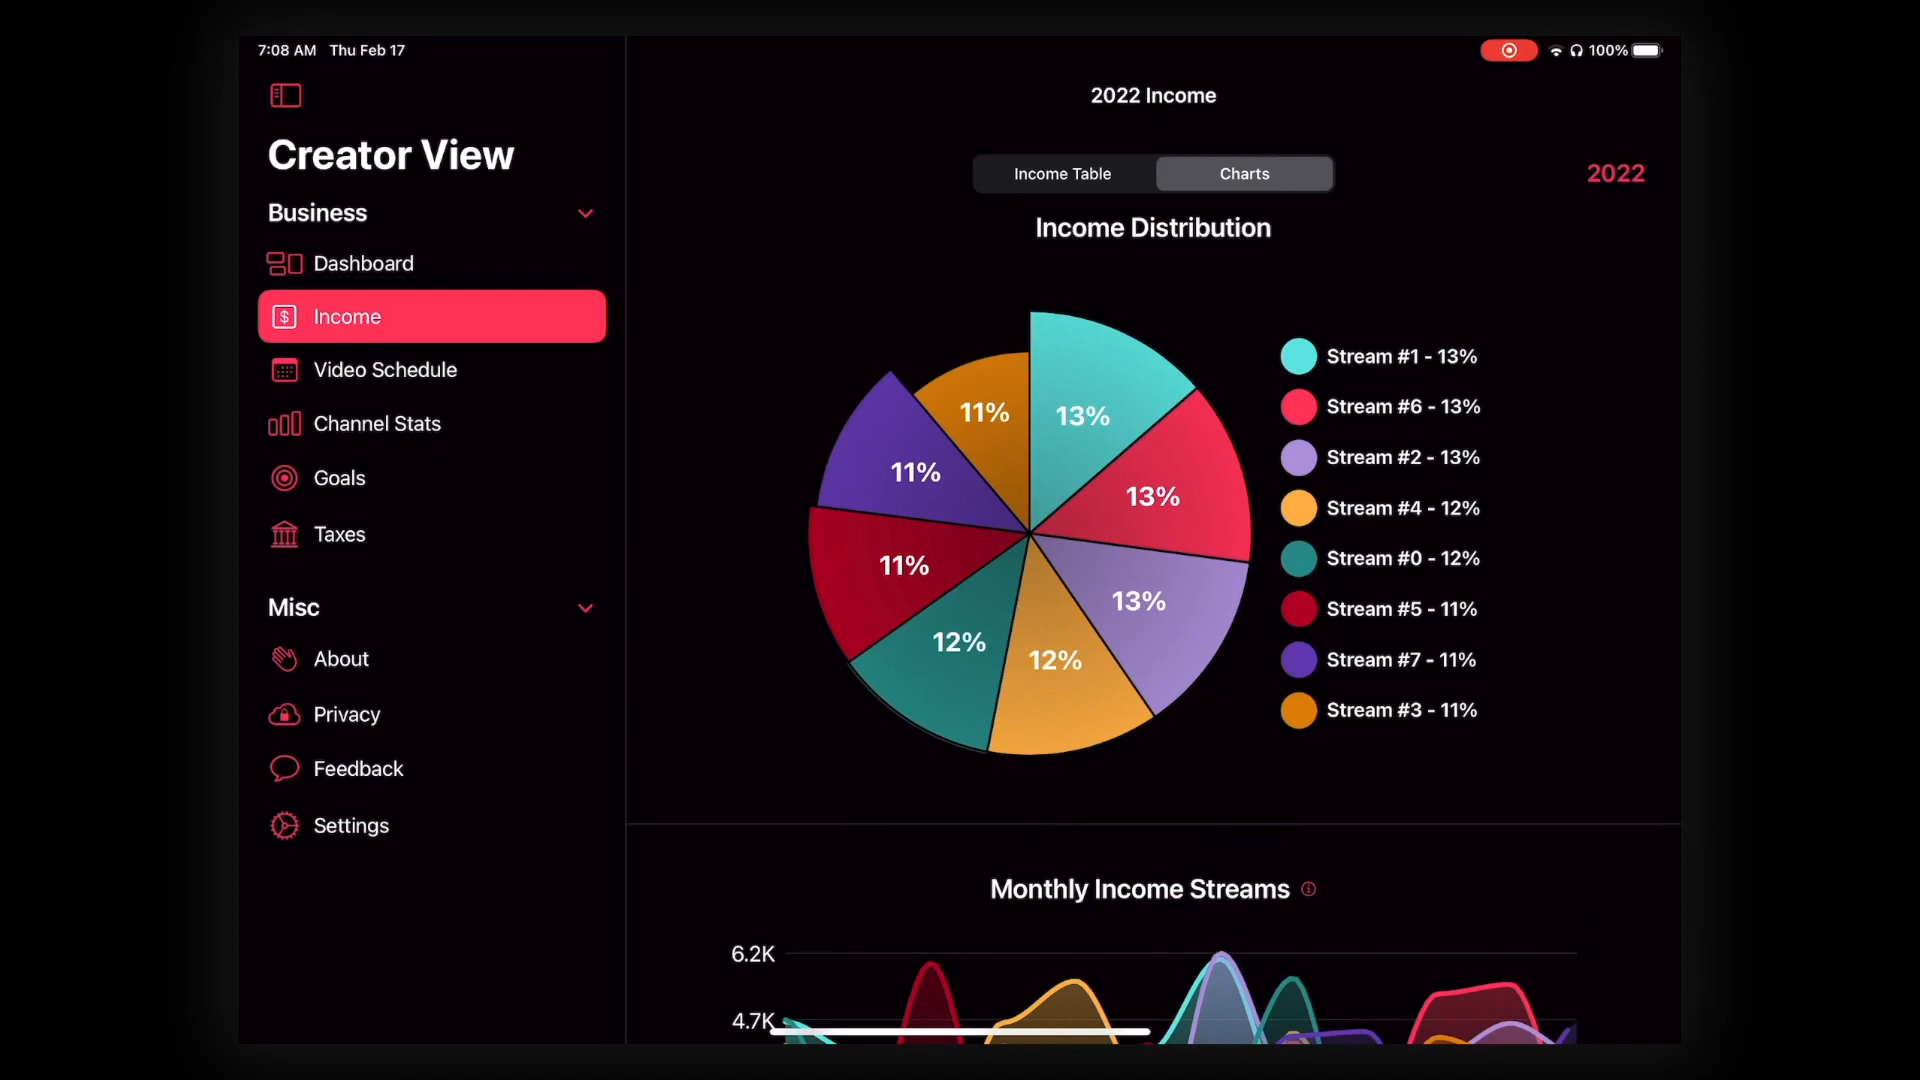 7:08 AM Thu Feb 17
100%
Creator View
Business
Dashboard
$ Income
Video Schedule
Channel Stats
Goals
Taxes
Misc
About
Privacy
Feedback
Settings
2022 Income
Income Table
Charts
2022
Income Distribution
13%
13%
13%
12%
12%
11%
11%
11%
Stream #1 - 13%
Stream #6 - 13%
Stream #2 - 13%
Stream #4 - 12%
Stream #0 - 12%
Stream #5 - 11%
Stream #7 - 11%
Stream #3 - 11%
Monthly Income Streams
6.2K
4.7K